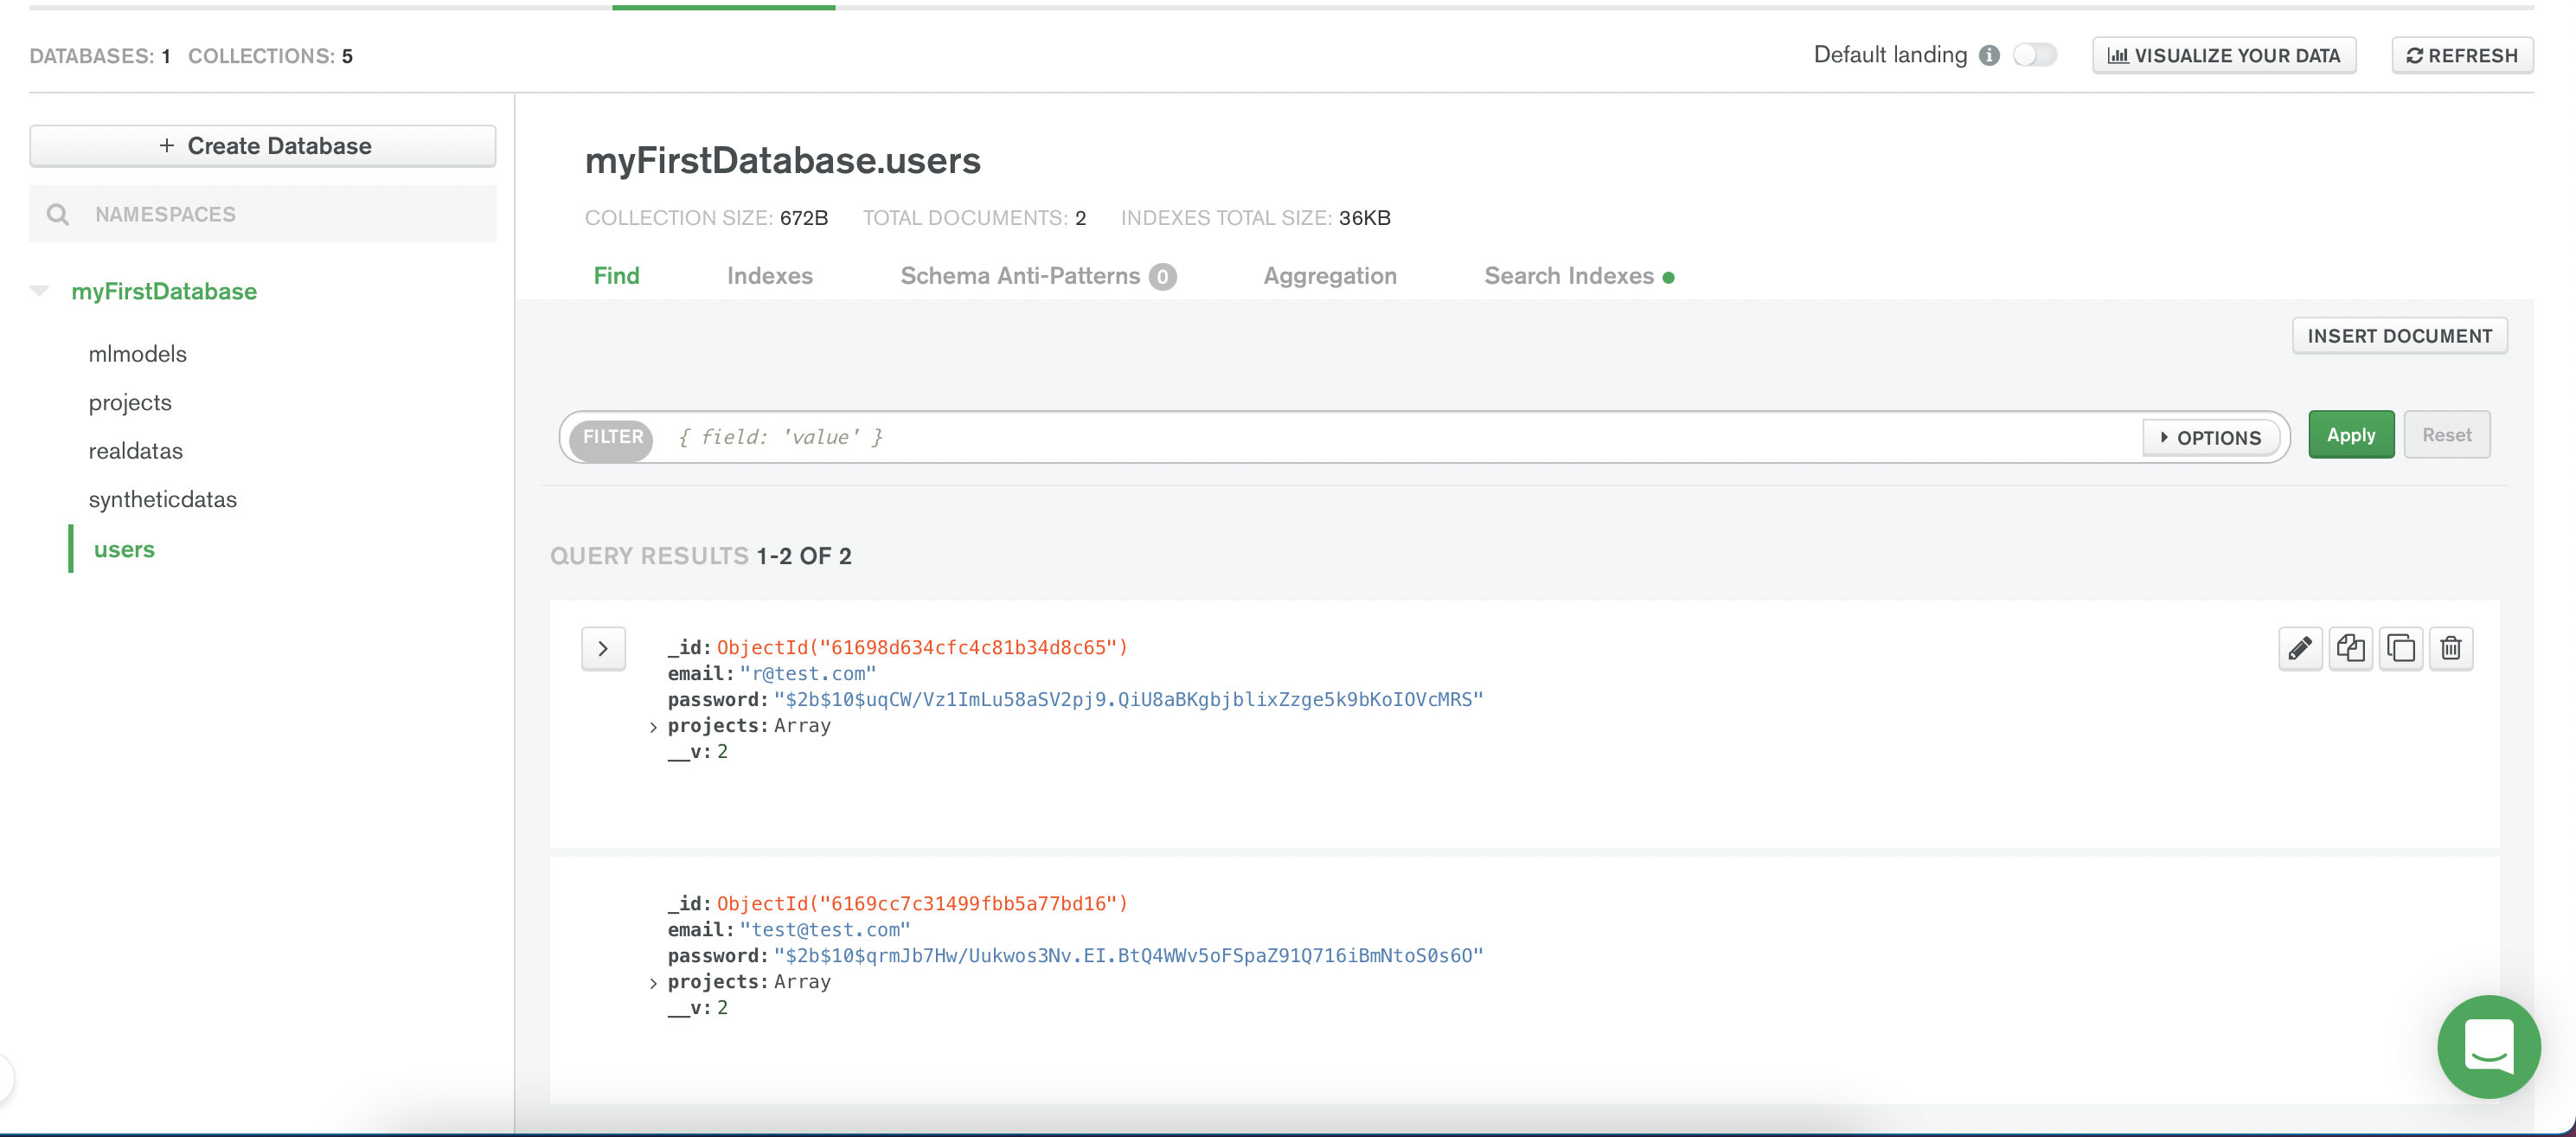 DATABASES: 1 COLLECTIONS: 5
Default landing
VISUALIZE YOUR DATA
REFRESH
+ Create Database
NAMESPACES
myFirstDatabase
mlmodels
projects
realdatas
syntheticdatas
users
myFirstDatabase.users
COLLECTION SIZE: 672B TOTAL DOCUMENTS: 2 INDEXES TOTAL SIZE: 36KB
Find Indexes Schema Anti-Patterns 0 Aggregation Search Indexes
INSERT DOCUMENT
FILTER { field: 'value' } OPTIONS Apply Reset
QUERY RESULTS 1-2 OF 2
_id: ObjectId("61698d634cfc4c81b34d8c65")
email: "r@test.com"
password: "$2b$10$uqCW/Vz1ImLu58aSV2pj9.QiU8aBKgbjblixZzge5k9bKoIOVcMRS"
projects: Array
__v: 2
_id: ObjectId("6169cc7c31499fbb5a77bd16")
email: "test@test.com"
password: "$2b$10$qrmJb7Hw/Uukwos3Nv.EI.BtQ4WWv5oFSpaZ91Q716iBmNtoS0s6O"
projects: Array
__v: 2